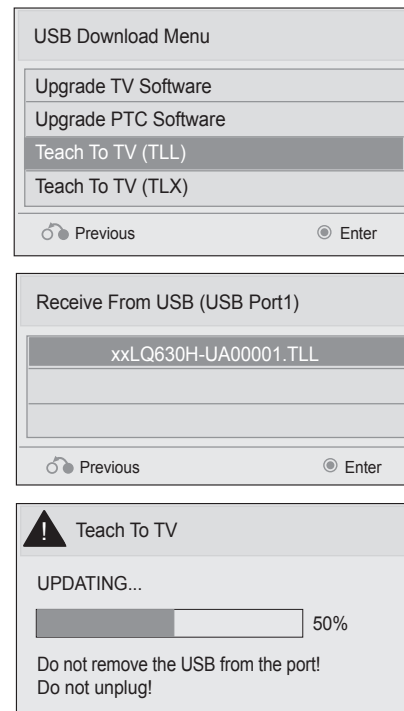 USB Download Menu
Upgrade TV Software
Upgrade PTC Software
Teach To TV (TLL)
Teach To TV (TLX)
Previous Enter
Receive From USB (USB Port1)
xxLQ630H-UA00001.TLL
Previous Enter
! Teach To TV
UPDATING...
50%
Do not remove the USB from the port!
Do not unplug!